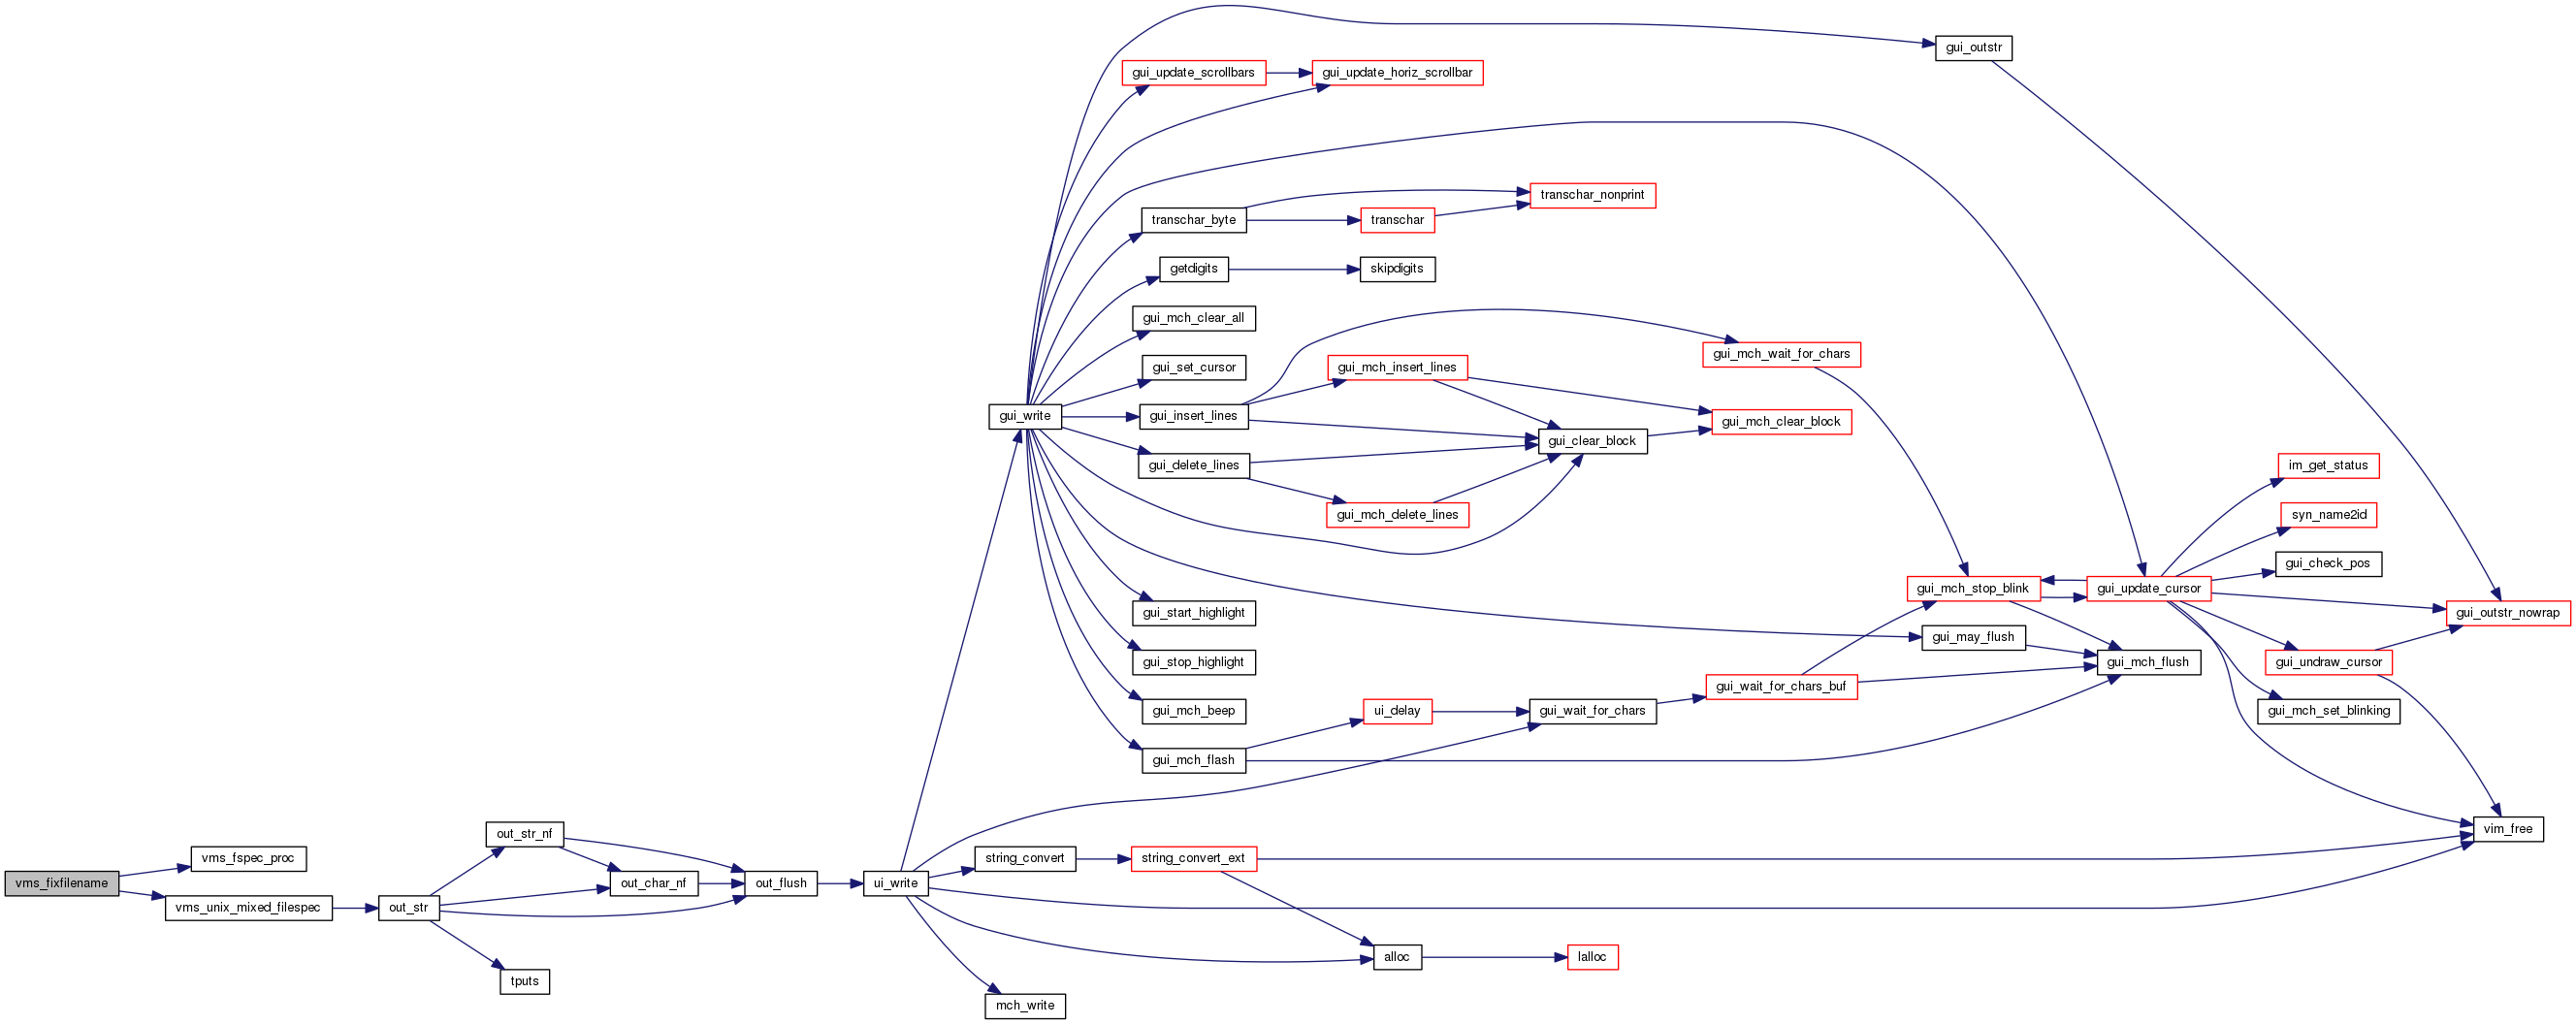 gui_outstr
gui_update_scrollbars
gui_update_horiz_scrollbar
transchar_nonprint
transchar_byte
transchar
getdigits
skipdigits
gui_mch_clear_all
gui_mch_wait_for_chars
gui_set_cursor
gui_mch_insert_lines
gui_write
gui_insert_lines
gui_mch_clear_block
gui_clear_block
gui_delete_lines
im_get_status
gui_mch_delete_lines
syn_name2id
gui_check_pos
gui_mch_stop_blink
gui_update_cursor
gui_start_highlight
gui_outstr_nowrap
gui_may_flush
gui_stop_highlight
gui_mch_flush
gui_undraw_cursor
gui_wait_for_chars_buf
gui_mch_beep
ui_delay
gui_wait_for_chars
gui_mch_set_blinking
gui_mch_flash
out_str_nf
vim_free
vms_fspec_proc
string_convert
string_convert_ext
vms_fixfilename
out_char_nf
out_flush
ui_write
vms_unix_mixed_filespec
out_str
alloc
lalloc
tputs
mch_write